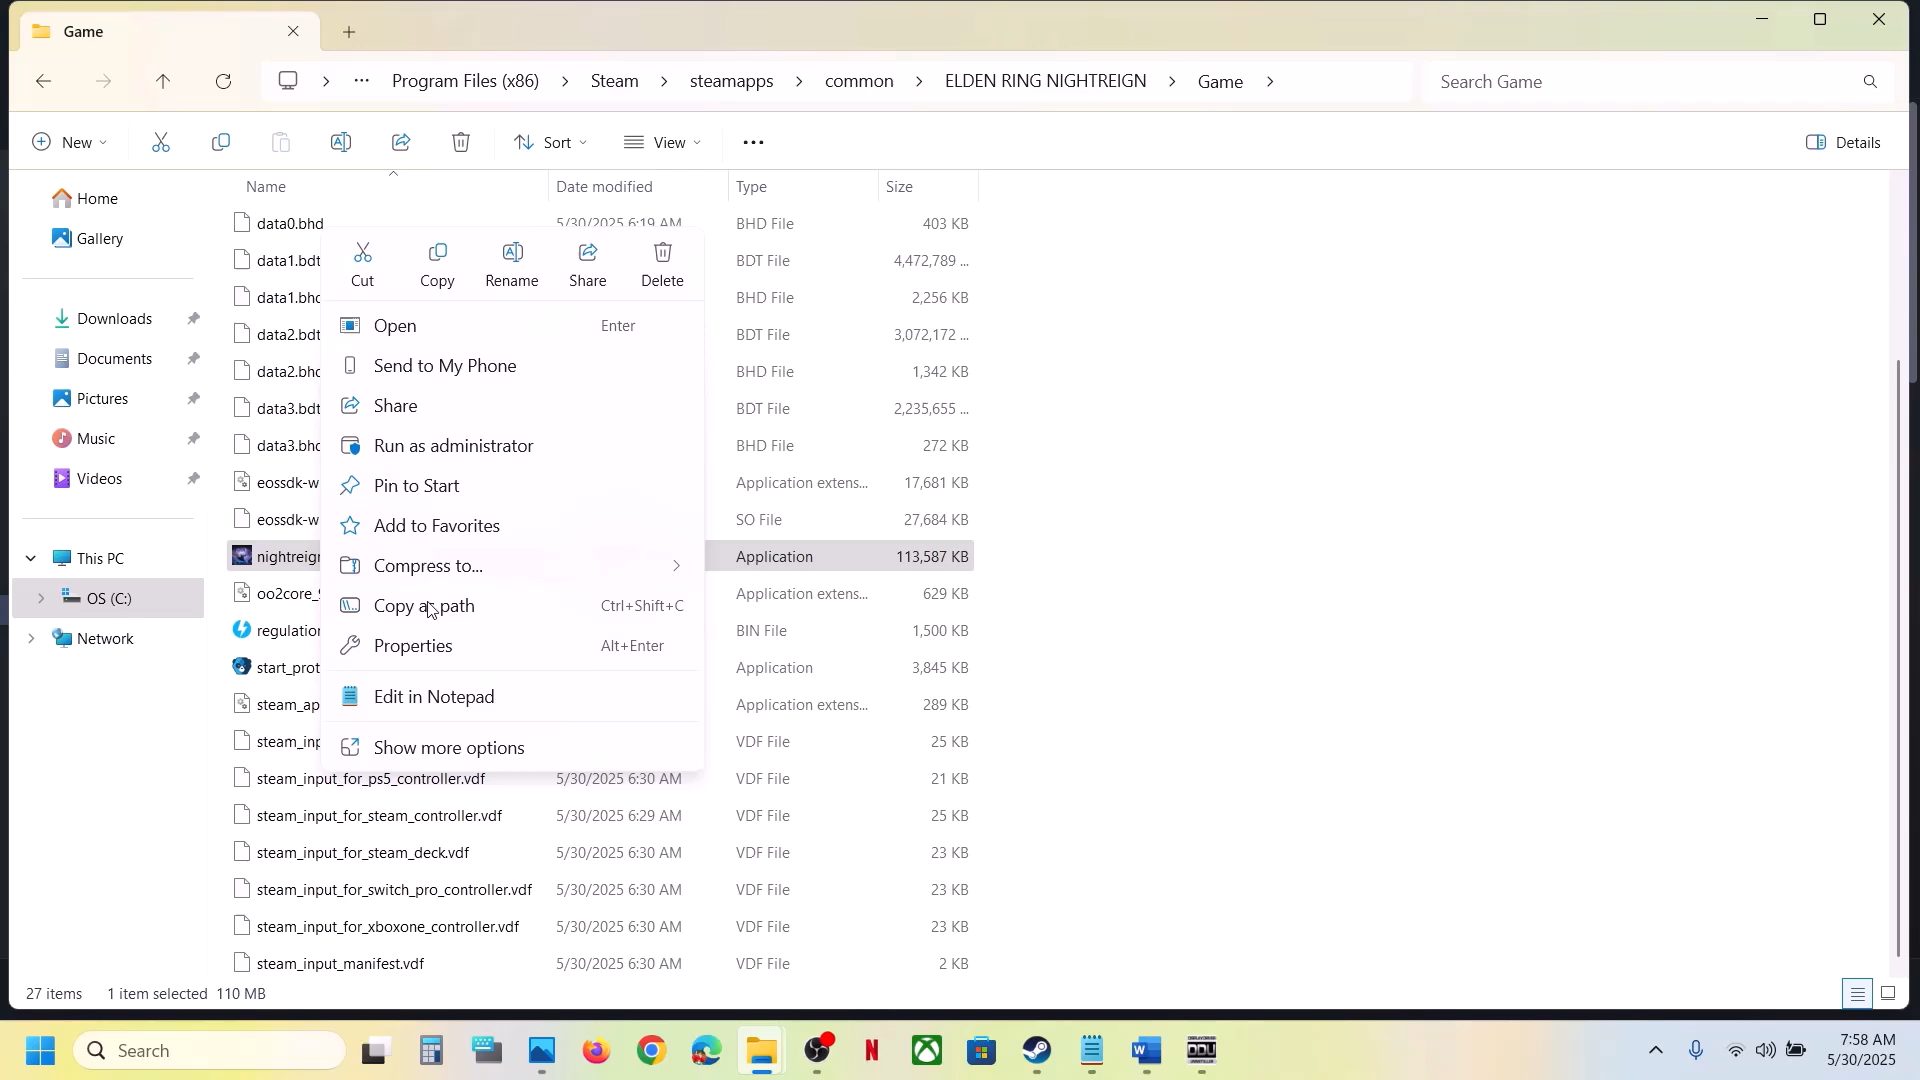 Game
Program Files (x86) > Steam > steamapps > common > ELDEN RING NIGHTREIGN > Game >
Search Game
New
Sort
View
Details
Name
Date modified
Type
Size
Home
Gallery
Downloads
Documents
Pictures
Music
Videos
This PC
OS (C:)
Network
data0.bhd 5/30/2025 6:19 AM BHD File 403 KB
data1.bdt BDT File 4,472,789 ...
data1.bhd BHD File 2,256 KB
data2.bdt BDT File 3,072,172 ...
data2.bhd BHD File 1,342 KB
data3.bdt BDT File 2,235,655 ...
data3.bhd BHD File 272 KB
eossdk-w Application extens... 17,681 KB
eossdk-w SO File 27,684 KB
nightreign Application 113,587 KB
oo2core_ Application extens... 629 KB
regulation BIN File 1,500 KB
start_prot Application 3,845 KB
steam_ap Application extens... 289 KB
steam_inp VDF File 25 KB
steam_input_for_ps5_controller.vdf 5/30/2025 6:30 AM VDF File 21 KB
steam_input_for_steam_controller.vdf 5/30/2025 6:29 AM VDF File 25 KB
steam_input_for_steam_deck.vdf 5/30/2025 6:30 AM VDF File 23 KB
steam_input_for_switch_pro_controller.vdf 5/30/2025 6:30 AM VDF File 23 KB
steam_input_for_xboxone_controller.vdf 5/30/2025 6:30 AM VDF File 23 KB
steam_input_manifest.vdf 5/30/2025 6:30 AM VDF File 2 KB
Cut Copy Rename Share Delete
Open Enter
Send to My Phone
Share
Run as administrator
Pin to Start
Add to Favorites
Compress to...
Copy as path Ctrl+Shift+C
Properties Alt+Enter
Edit in Notepad
Show more options
27 items 1 item selected 110 MB
Search
DDU
7:58 AM
5/30/2025